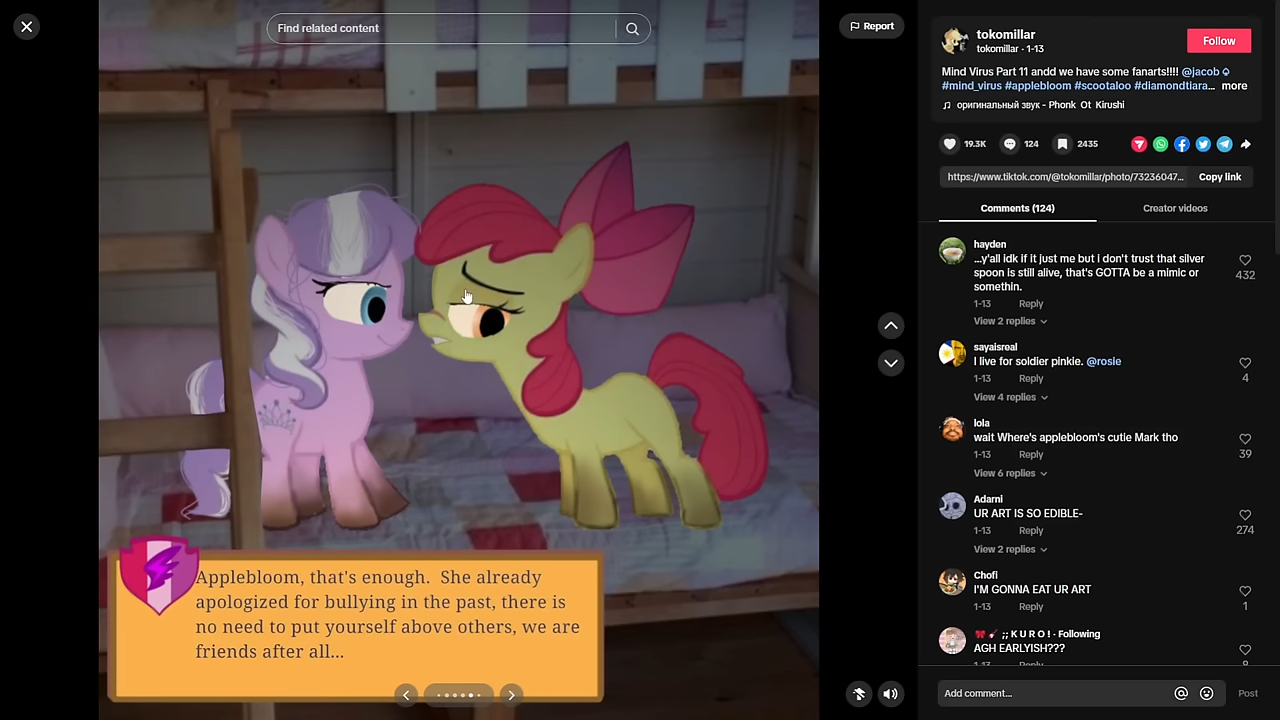 Find related content
Report
Applebloom, that's enough. She already
apologized for bullying in the past, there is
no need to put yourself above others, we are
friends after all...
tokomillar
tokomillar · 1-13
Follow
Mind Virus Part 11 andd we have some fanarts!!!! @jacob
#mind_virus #applebloom #scootaloo #diamondtiara... more
оригинальный звук - Phonk Ot Kirushi
19.3K
124
2435
https://www.tiktok.com/@tokomillar/photo/73236047...
Copy link
Comments (124)
Creator videos
hayden
...y'all idk if it just me but i don't trust that silver
spoon is still alive, that's GOTTA be a mimic or
somethin.
432
1-13 Reply
View 2 replies
sayaisreal
I live for soldier pinkie. @rosie
4
1-13 Reply
View 4 replies
lola
wait Where's applebloom's cutie Mark tho
39
1-13 Reply
View 6 replies
Adarni
UR ART IS SO EDIBLE-
274
1-13 Reply
View 2 replies
Chofi
I'M GONNA EAT UR ART
1
1-13 Reply
;; K U R O ! · Following
AGH EARLYISH???
Add comment...
Post